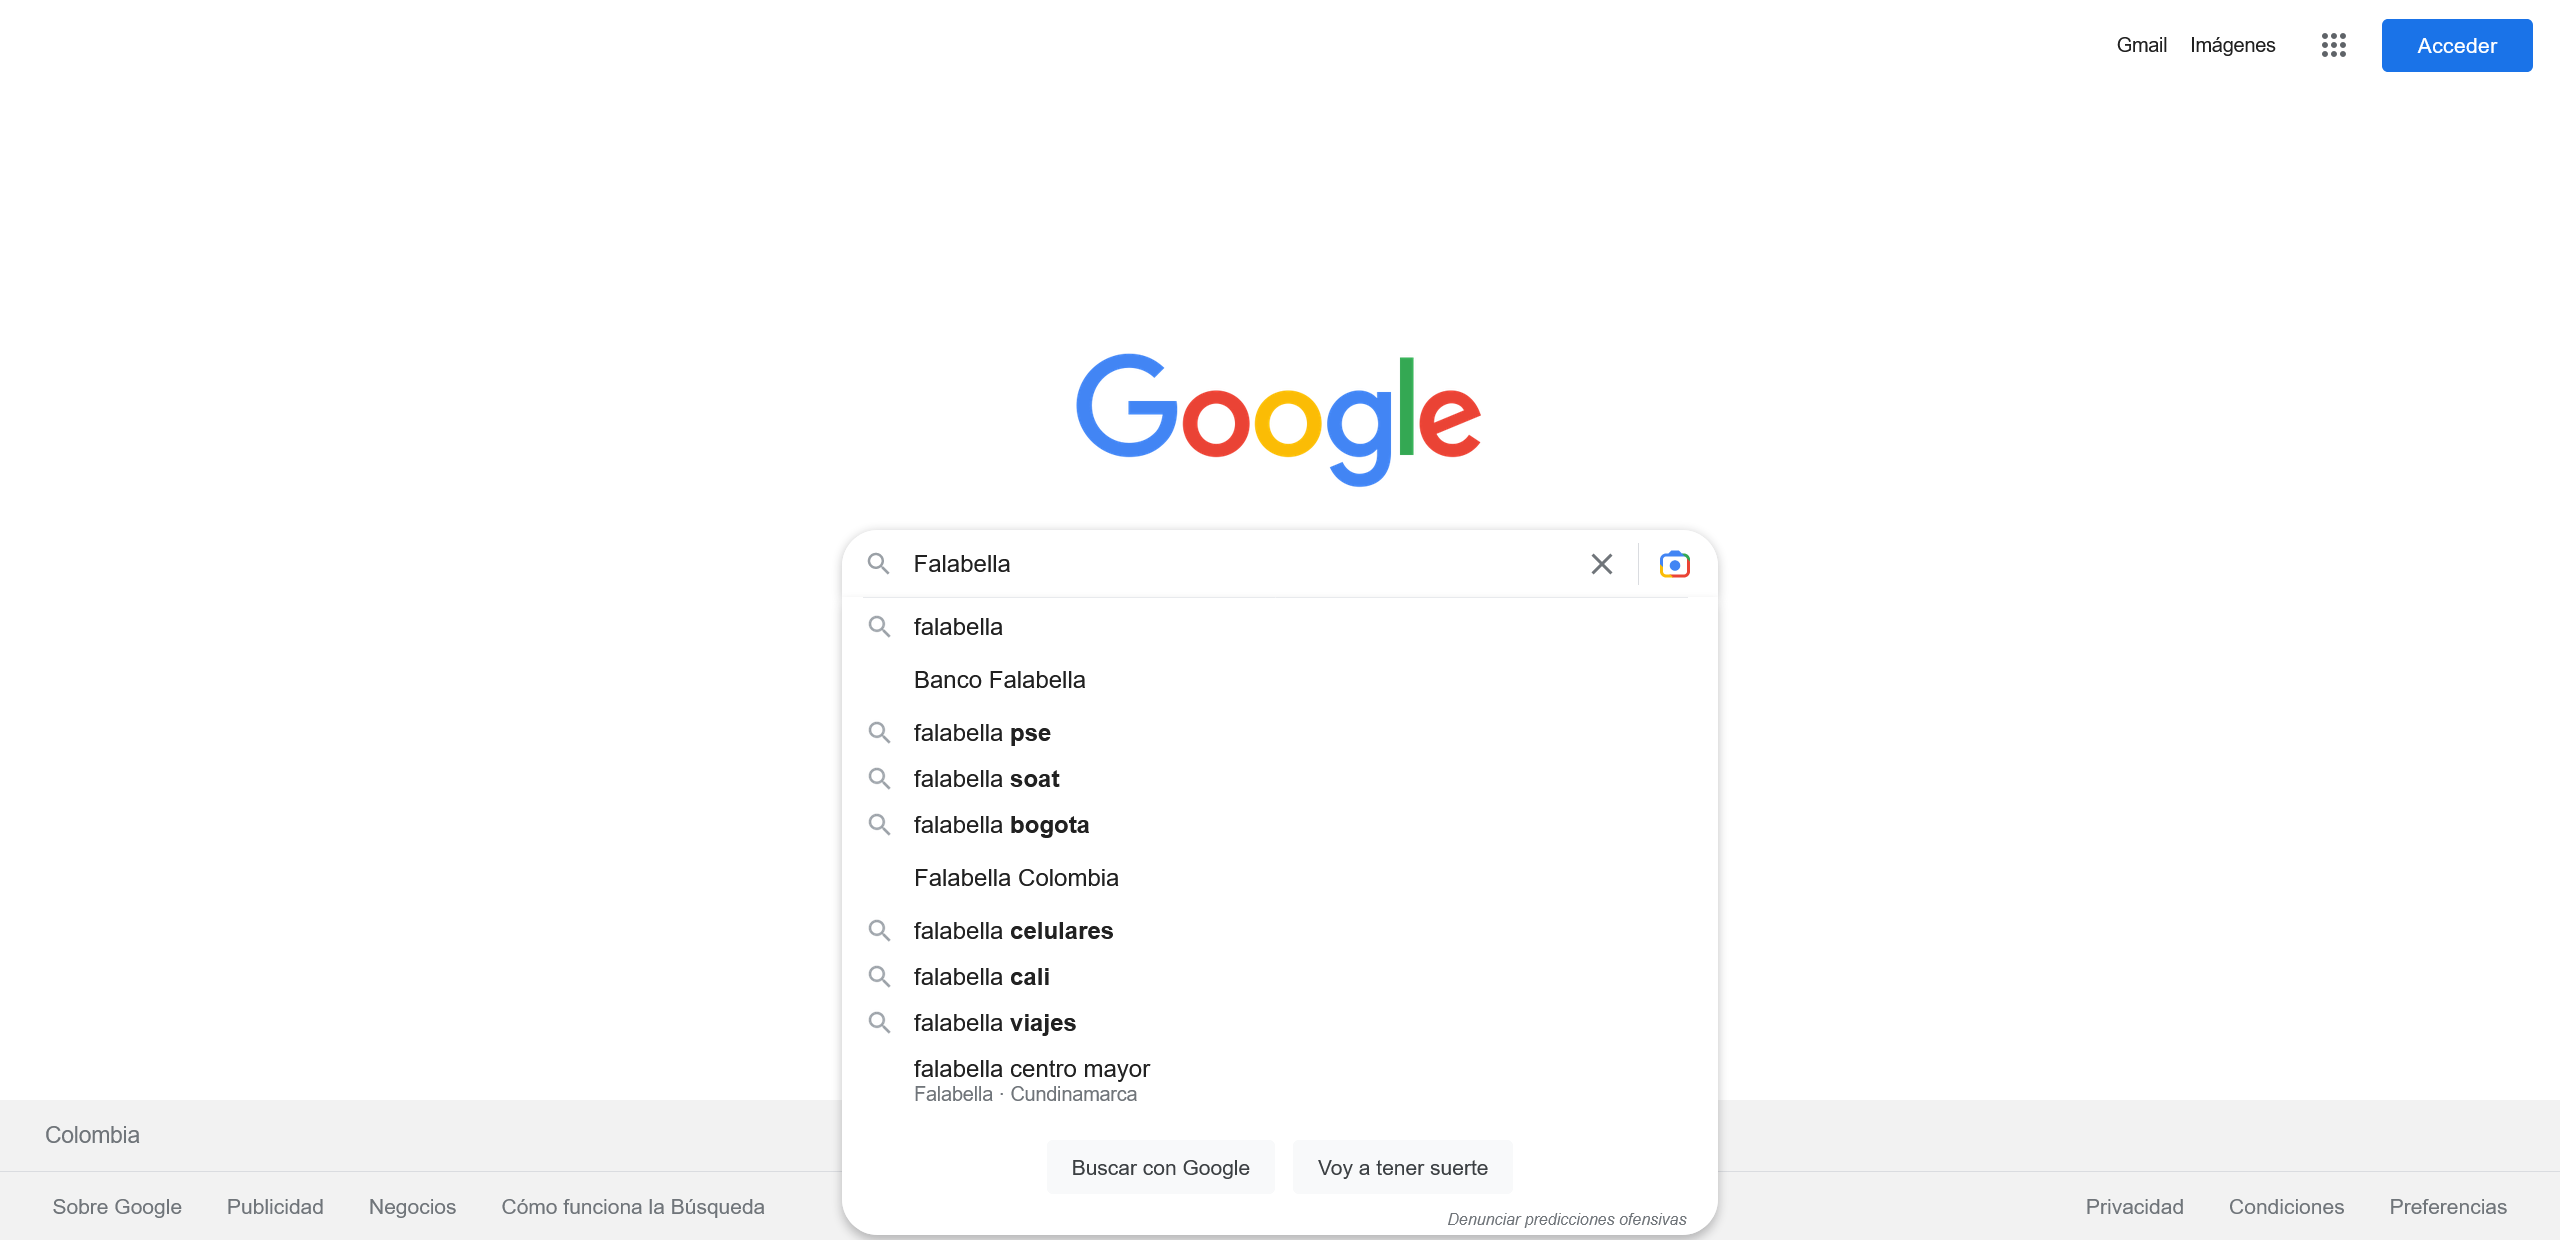 Gmail Imágenes Acceder
Google
Falabella
falabella
Banco Falabella
falabella pse
falabella soat
falabella bogota
Falabella Colombia
falabella celulares
falabella cali
falabella viajes
falabella centro mayor
Falabella · Cundinamarca
Buscar con Google Voy a tener suerte
Denunciar predicciones ofensivas
Colombia
Sobre Google Publicidad Negocios Cómo funciona la Búsqueda Privacidad Condiciones Preferencias